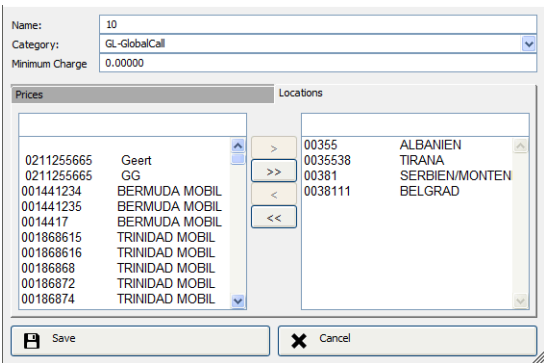 Name: 10
Category: GL-GlobalCall
Minimum Charge 0.00000
Prices Locations
0211255665 Geert
0211255665 GG
001441234 BERMUDA MOBIL
001441235 BERMUDA MOBIL
0014417 BERMUDA MOBIL
001868615 TRINIDAD MOBIL
001868616 TRINIDAD MOBIL
00186868 TRINIDAD MOBIL
00186872 TRINIDAD MOBIL
00186874 TRINIDAD MOBIL
>
>>
<
<<
00355 ALBANIEN
0035538 TIRANA
00381 SERBIEN/MONTEN
0038111 BELGRAD
Save Cancel